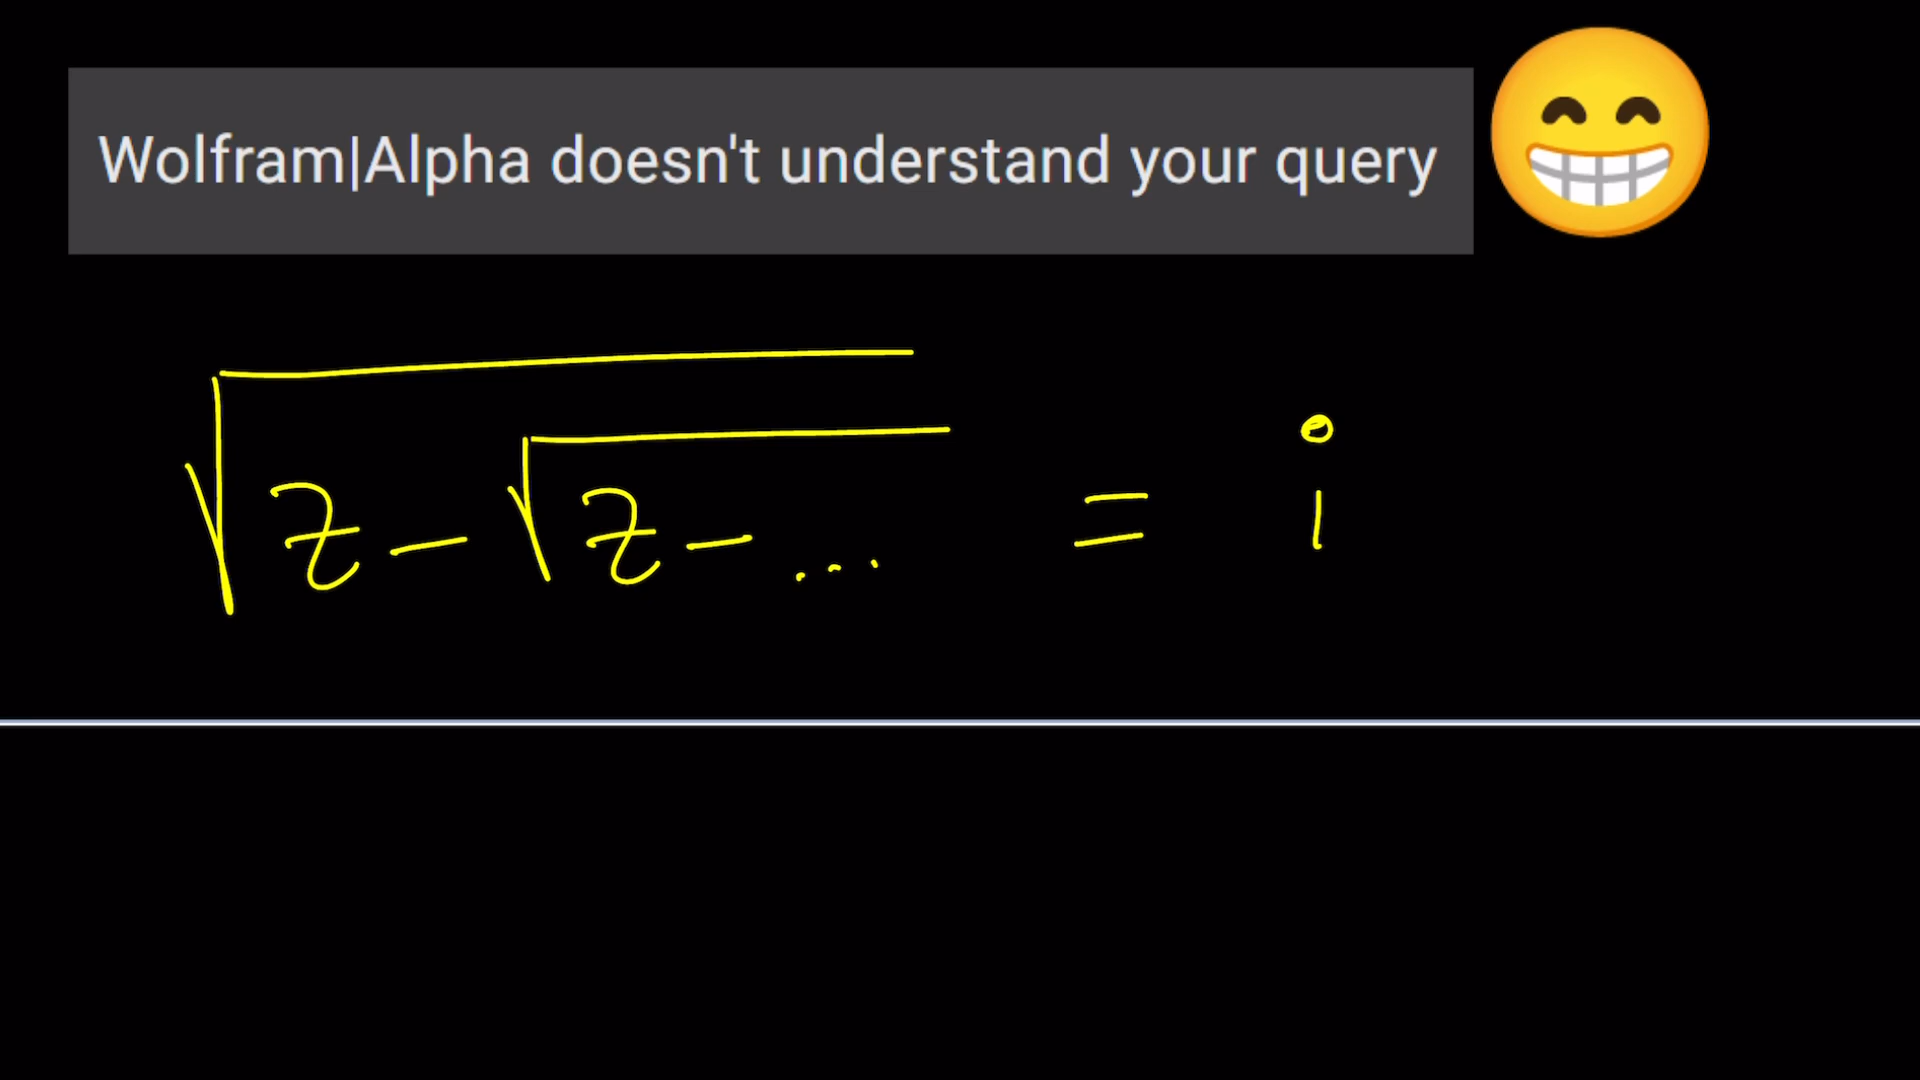 Wolfram|Alpha doesn't understand your query
√(z - √(z - ...)) = i